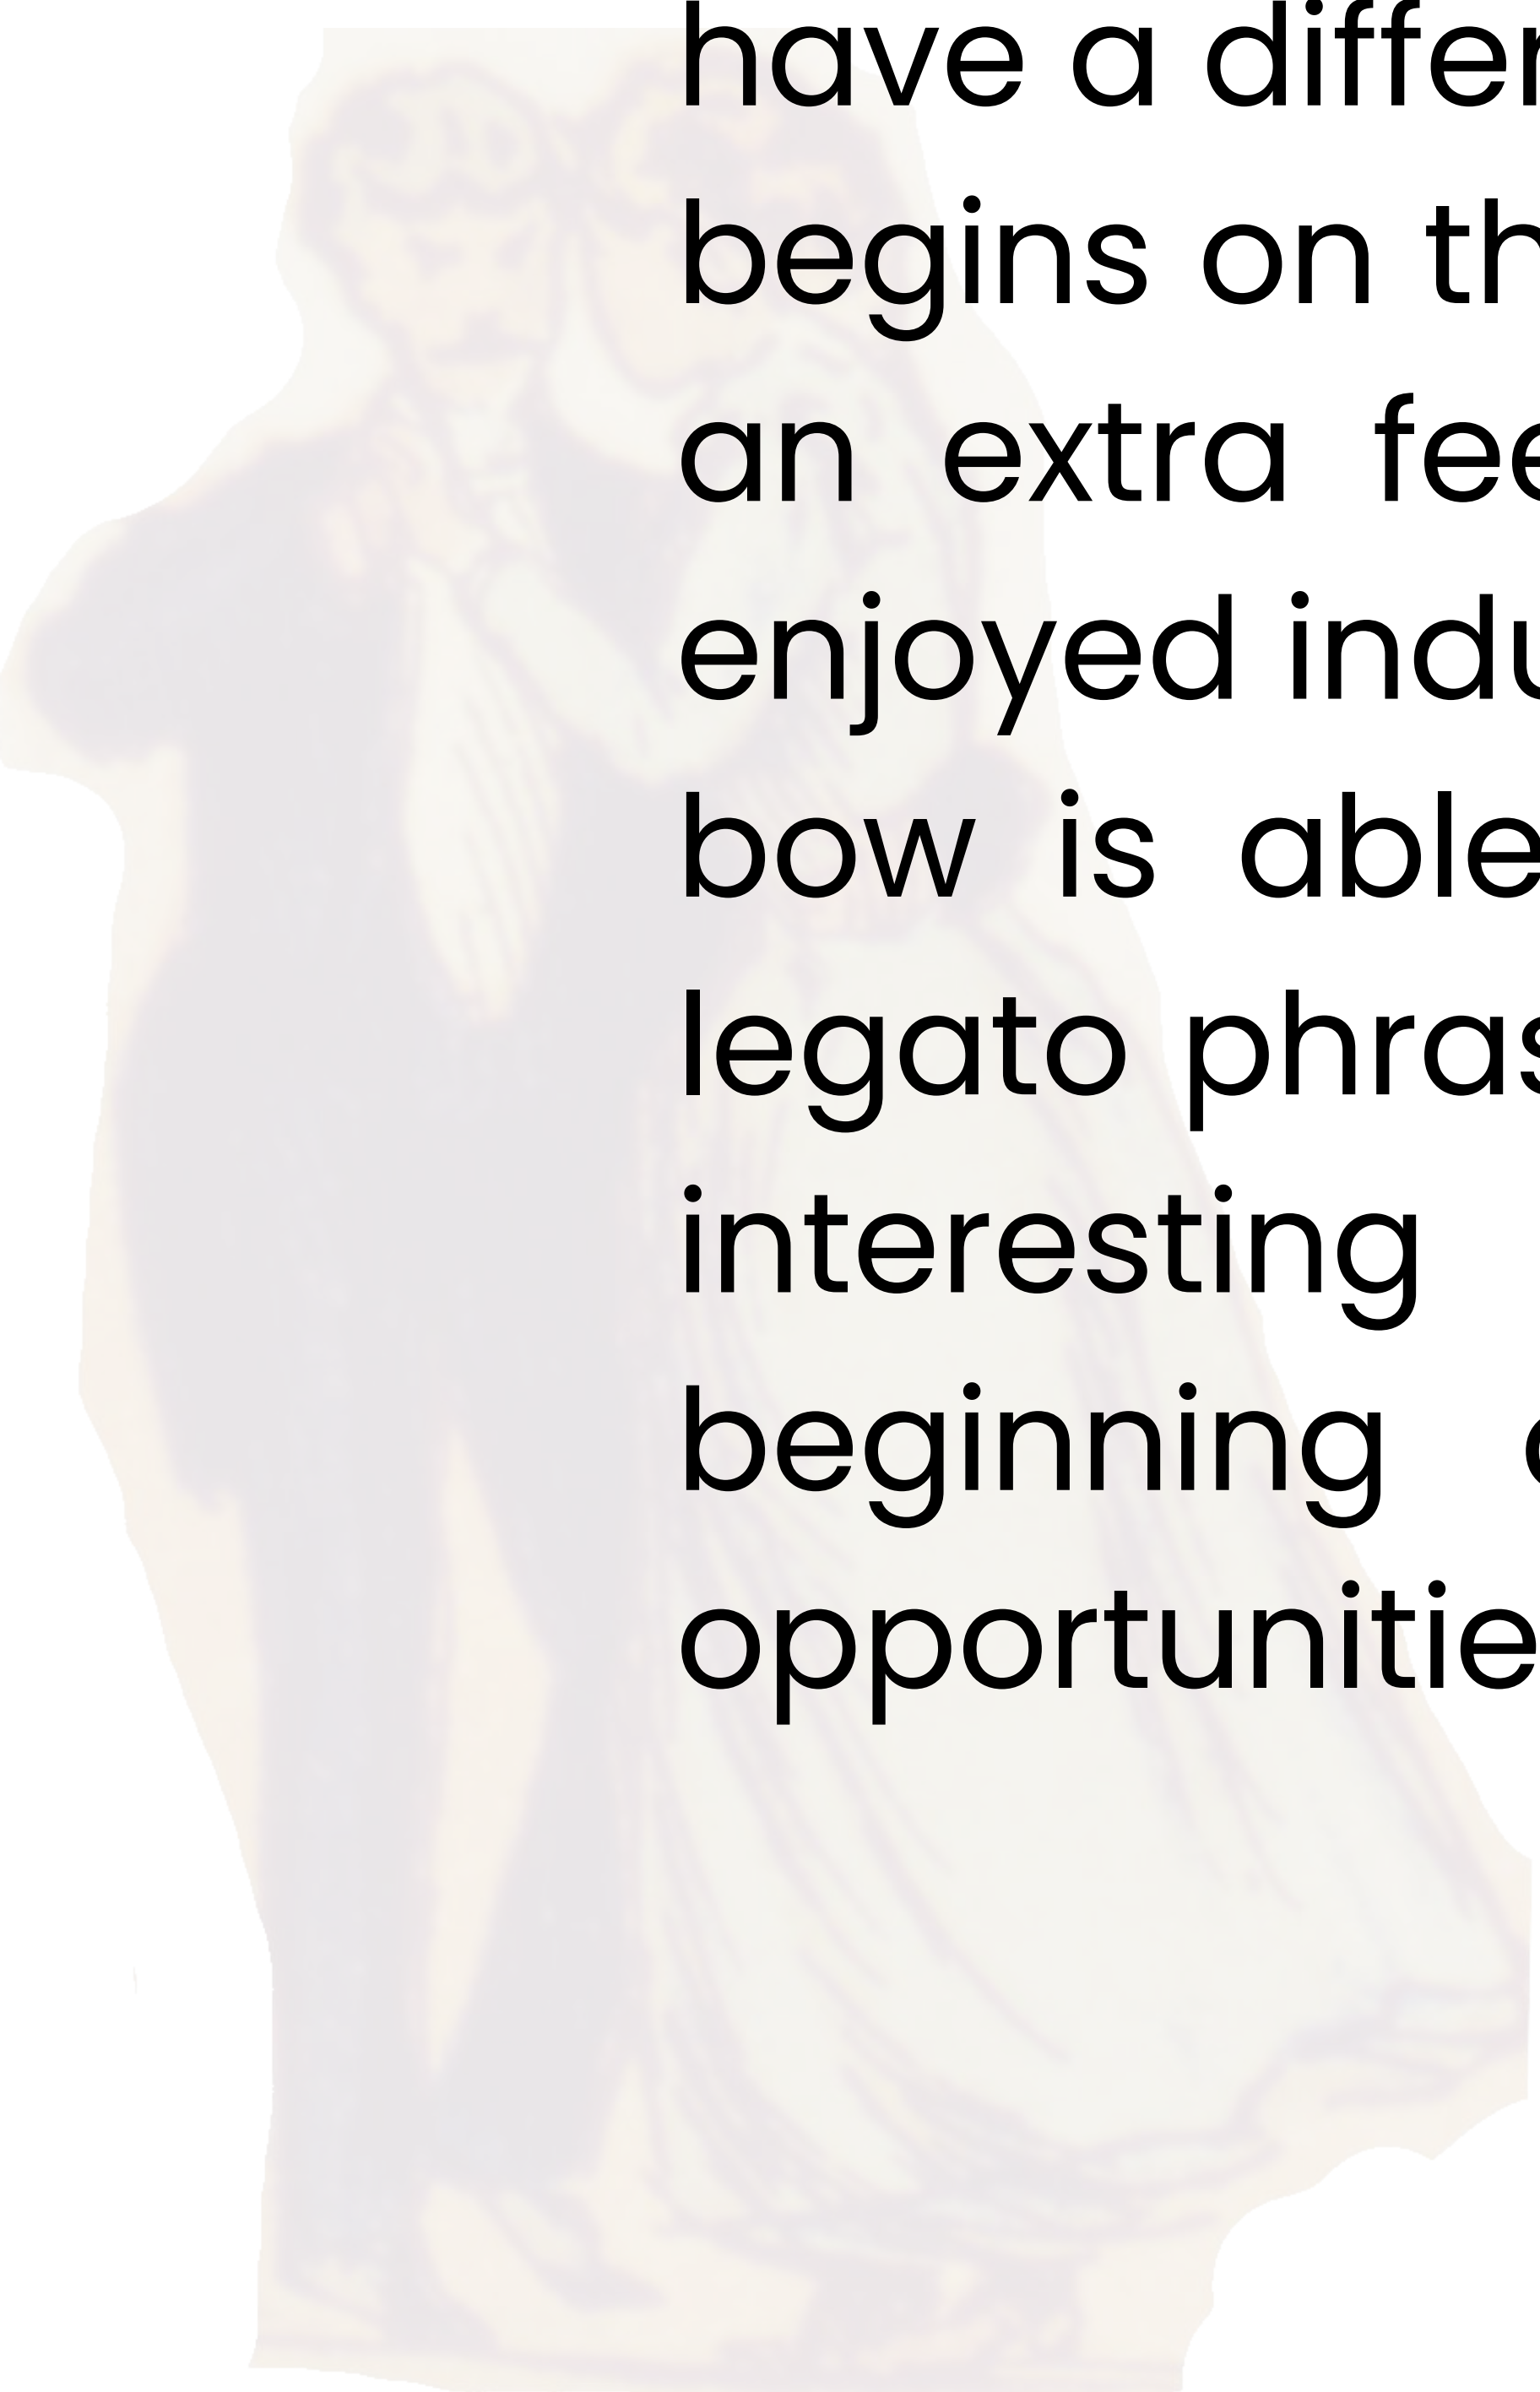 have a differ
begins on th
an extra fee
enjoyed indu
bow is able
legato phras
interesting
beginning
opportunitie